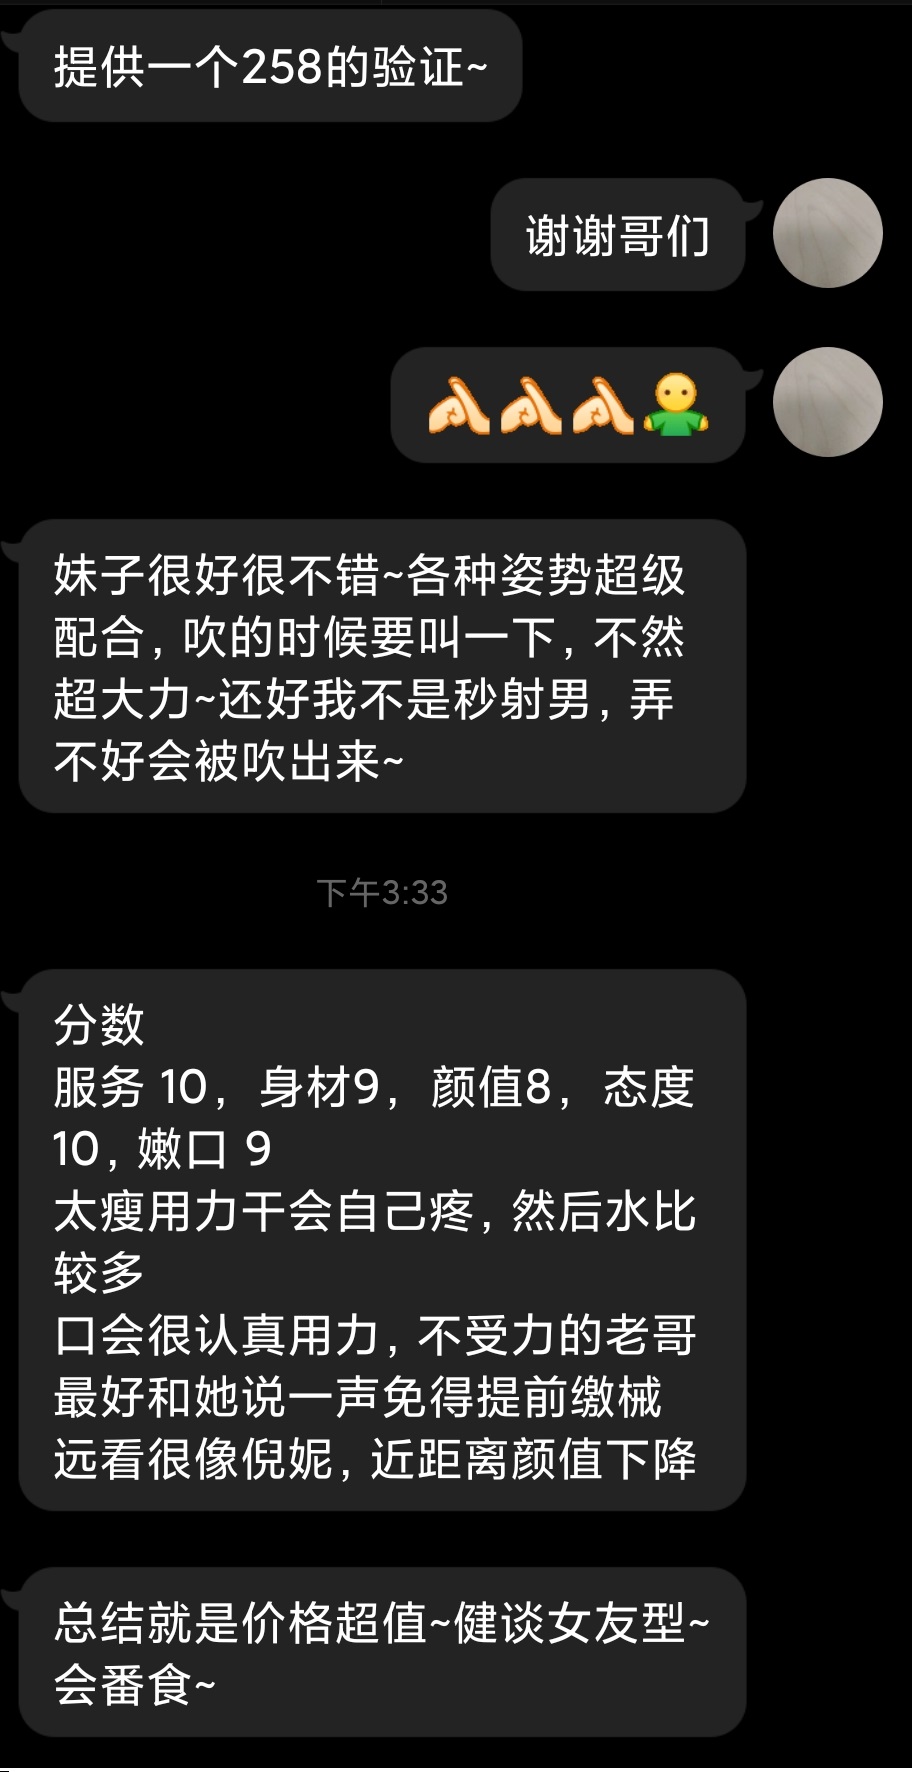 提供一个258的验证~
谢谢哥们
妹子很好很不错~各种姿势超级
配合，吹的时候要叫一下，不然
超大力~还好我不是秒射男，弄
不好会被吹出来~
下午3:33
分数
服务 10，身材9，颜值8，态度
10，嫩口 9
太瘦用力干会自己疼，然后水比
较多
口会很认真用力，不受力的老哥
最好和她说一声免得提前缴械
远看很像倪妮，近距离颜值下降
总结就是价格超值~健谈女友型~
会番食~